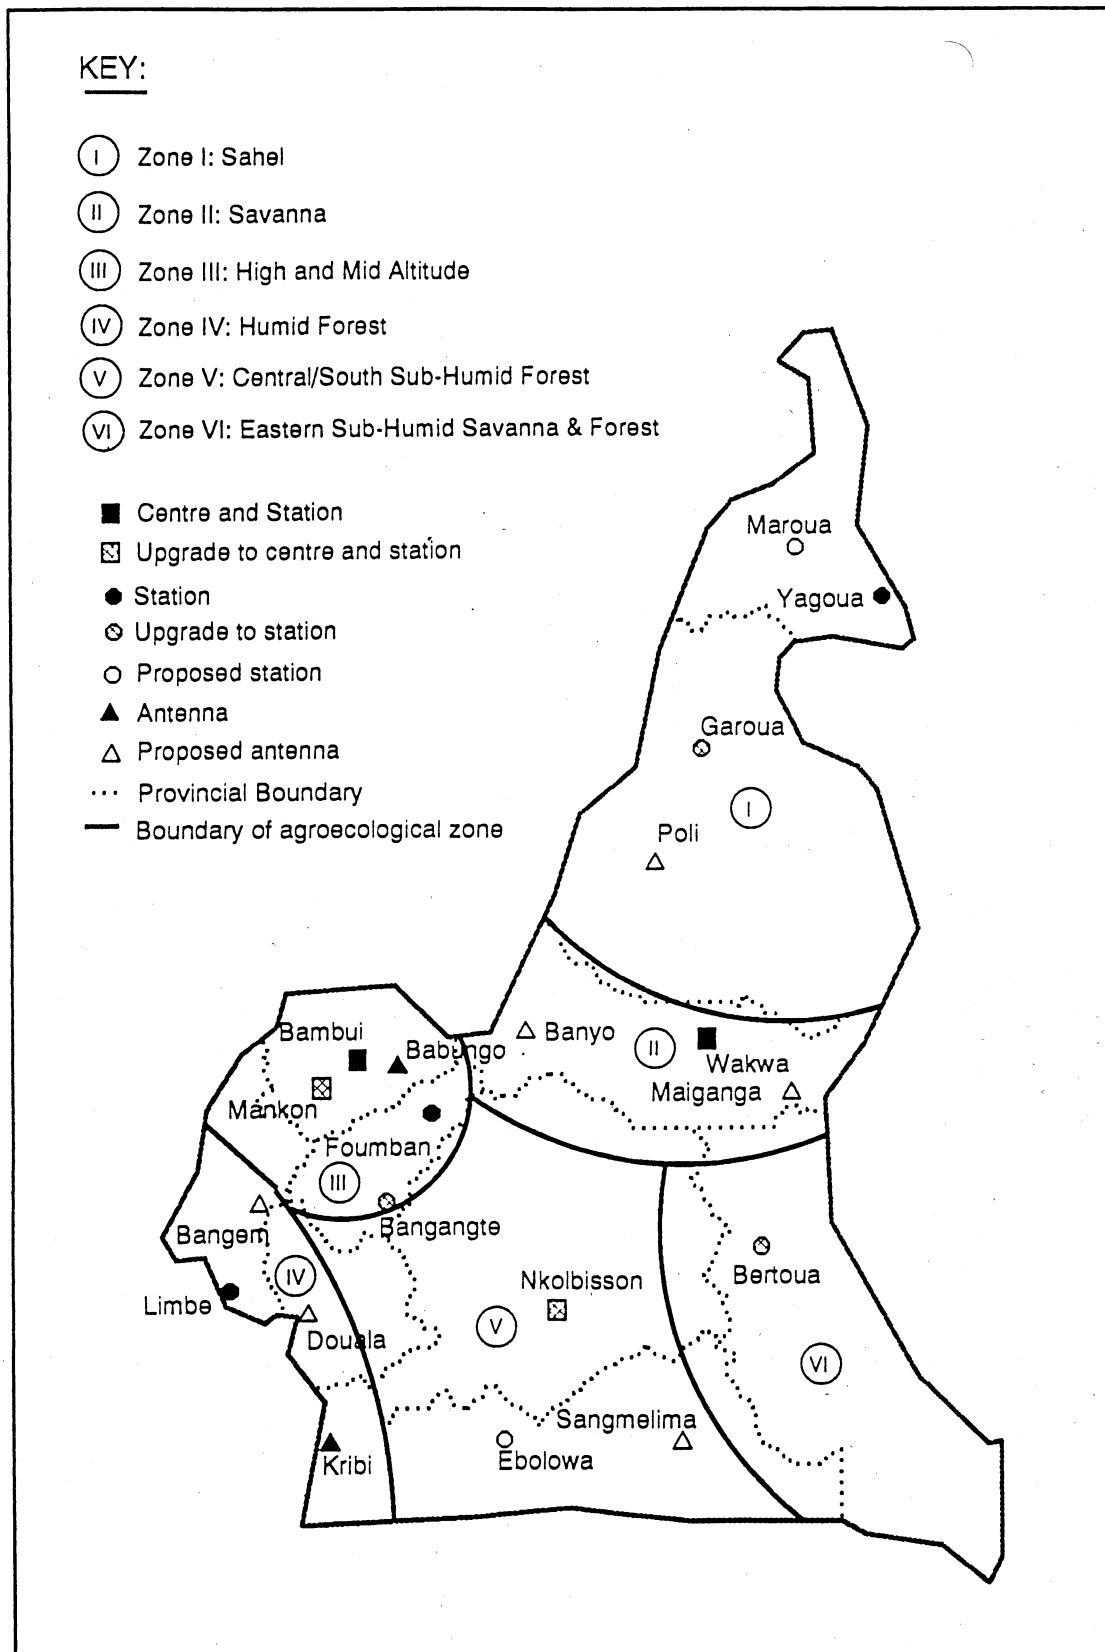 KEY:
I Zone I: Sahel
II Zone II: Savanna
III Zone III: High and Mid Altitude
IV Zone IV: Humid Forest
V Zone V: Central/South Sub-Humid Forest
VI Zone VI: Eastern Sub-Humid Savanna & Forest
Centre and Station
Upgrade to centre and station
Station
Upgrade to station
Proposed station
Antenna
Proposed antenna
Provincial Boundary
Boundary of agroecological zone
Maroua
Yagoua
Garoua
I
Poli
Bambui
Babungo
Banyo
II
Wakwa
Maiganga
Mankon
Foumban
III
Bangangte
Bangem
IV
Limbe
Douala
Nkolbisson
V
Bertoua
VI
Sangmelima
Ebolowa
Kribi